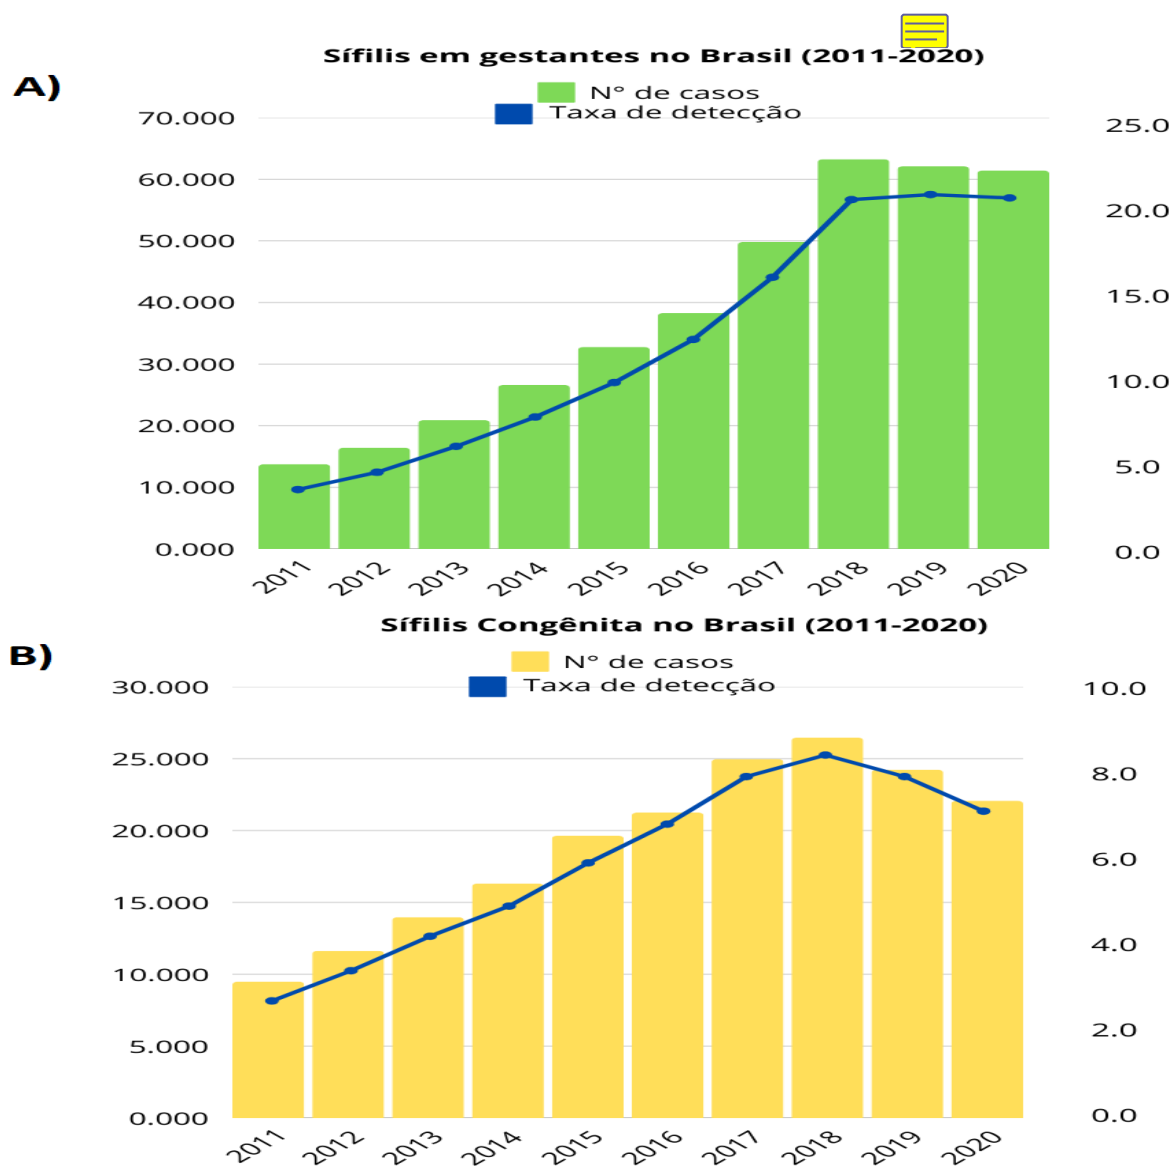 Sífilis em gestantes no Brasil (2011-2020)
A)
N° de casos
Taxa de detecção
70.000
60.000
50.000
40.000
30.000
20.000
10.000
0.000
25.0
20.0
15.0
10.0
5.0
0.0
2011 2012 2013 2014 2015 2016 2017 2018 2019 2020
Sífilis Congênita no Brasil (2011-2020)
B)
N° de casos
Taxa de detecção
30.000
25.000
20.000
15.000
10.000
5.000
0.000
10.0
8.0
6.0
4.0
2.0
0.0
2011 2012 2013 2014 2015 2016 2017 2018 2019 2020